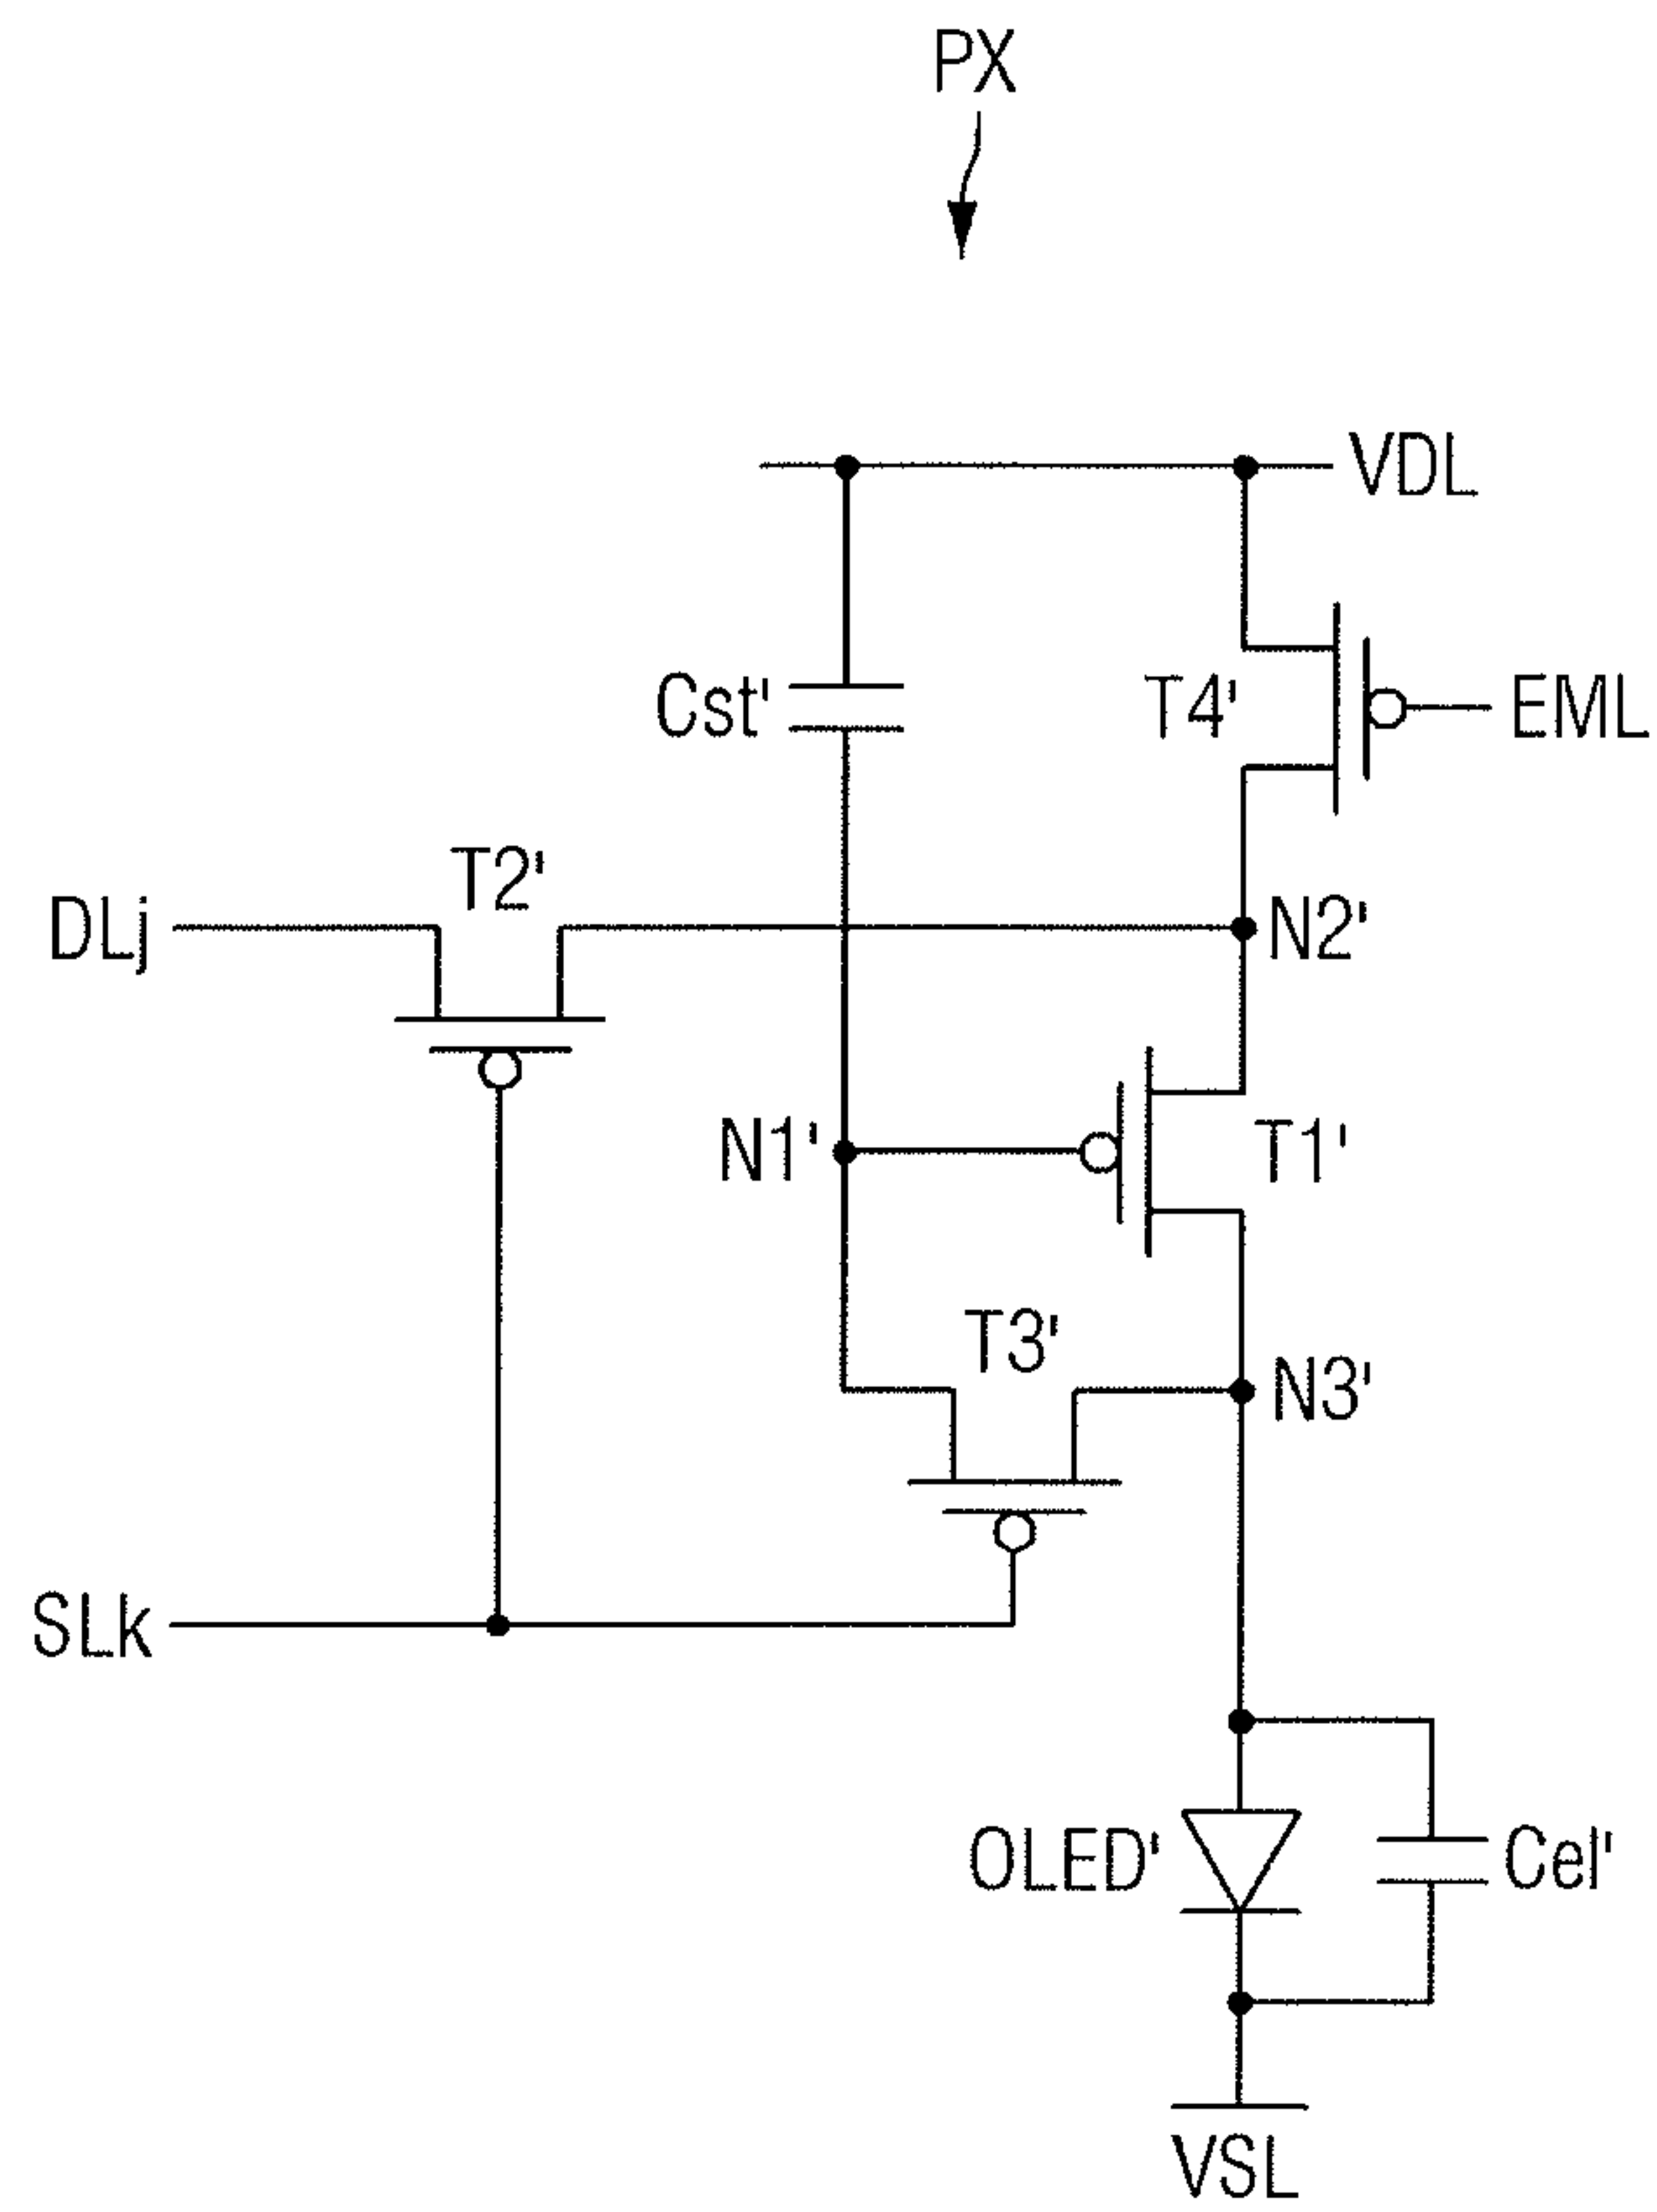 PX
VDL
Cst'
T4'
EML
T2'
DLj
N2'
N1'
T1'
T3'
N3'
SLk
OLED'
Cel'
VSL